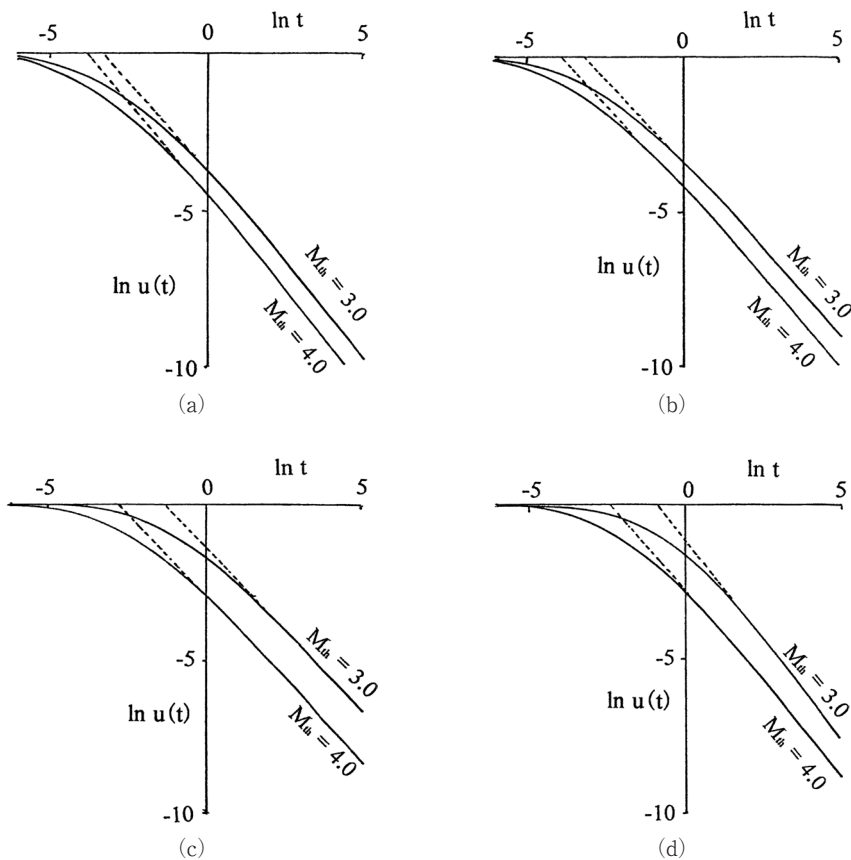 ln t
-5 0 5
-5
ln u(t)
-10
M_th = 3.0
M_th = 4.0
(a)
ln t
-5 0 5
-5
ln u(t)
-10
M_th = 3.0
M_th = 4.0
(b)
ln t
-5 0 5
-5
ln u(t)
-10
M_th = 3.0
M_th = 4.0
(c)
ln t
-5 0 5
-5
ln u(t)
-10
M_th = 3.0
M_th = 4.0
(d)